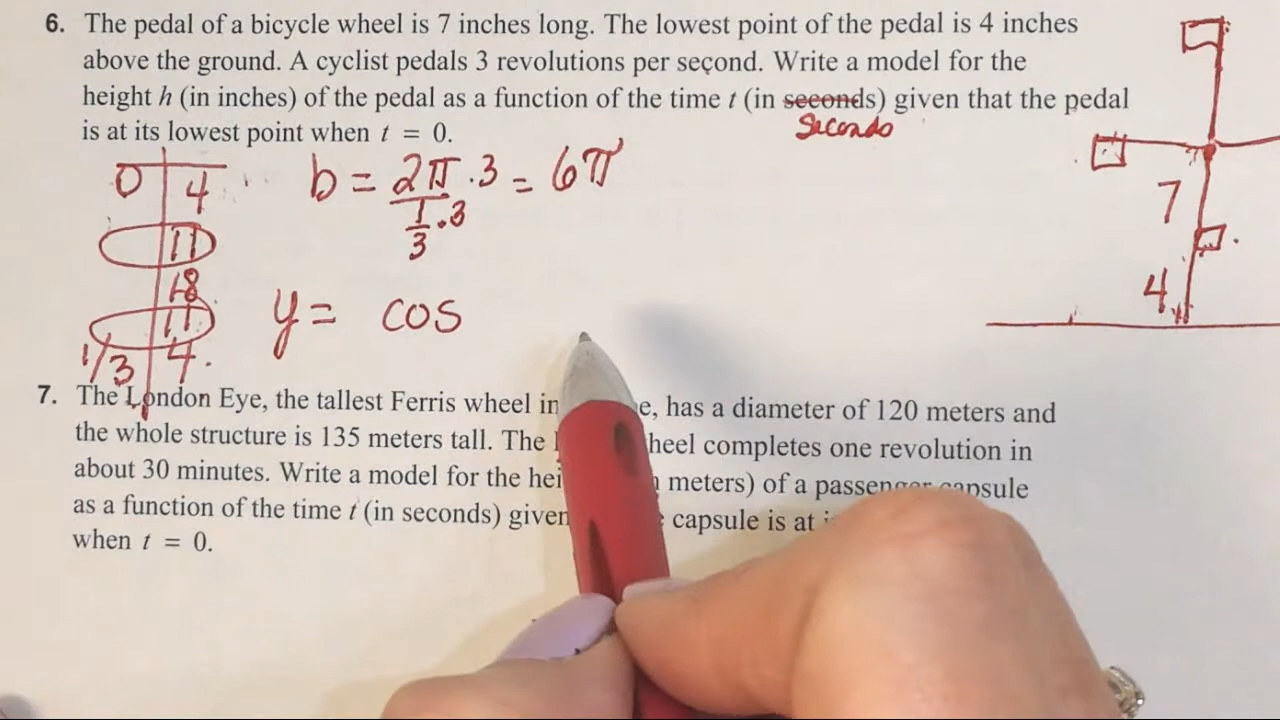 6. The pedal of a bicycle wheel is 7 inches long. The lowest point of the pedal is 4 inches
above the ground. A cyclist pedals 3 revolutions per second. Write a model for the
height h (in inches) of the pedal as a function of the time t (in seconds) given that the pedal
is at its lowest point when t = 0.
Seconds
0 4
11
18
11
1/3 4
b = 2π·3 / 1/3·3 = 6π
y = cos
7
4
7. The London Eye, the tallest Ferris wheel in has a diameter of 120 meters and
the whole structure is 135 meters tall. The completes one revolution in
about 30 minutes. Write a model for the meters) of a passenger capsule
as a function of the time t (in seconds) capsule is at
when t = 0.